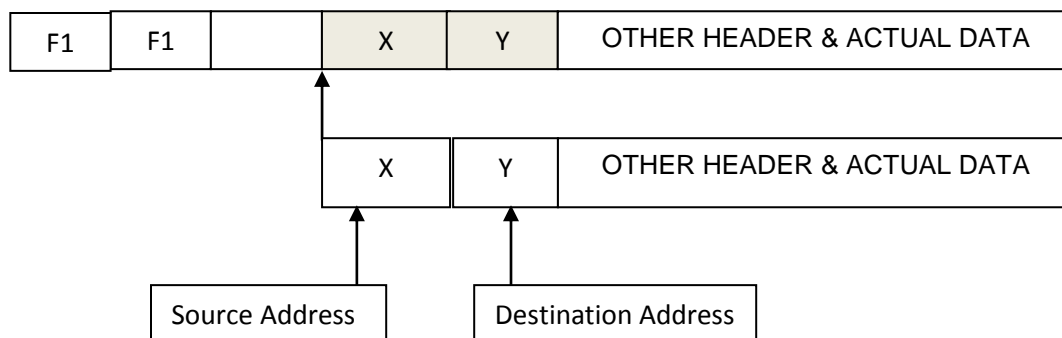 F1 F1 X Y OTHER HEADER & ACTUAL DATA
X Y OTHER HEADER & ACTUAL DATA
Source Address Destination Address